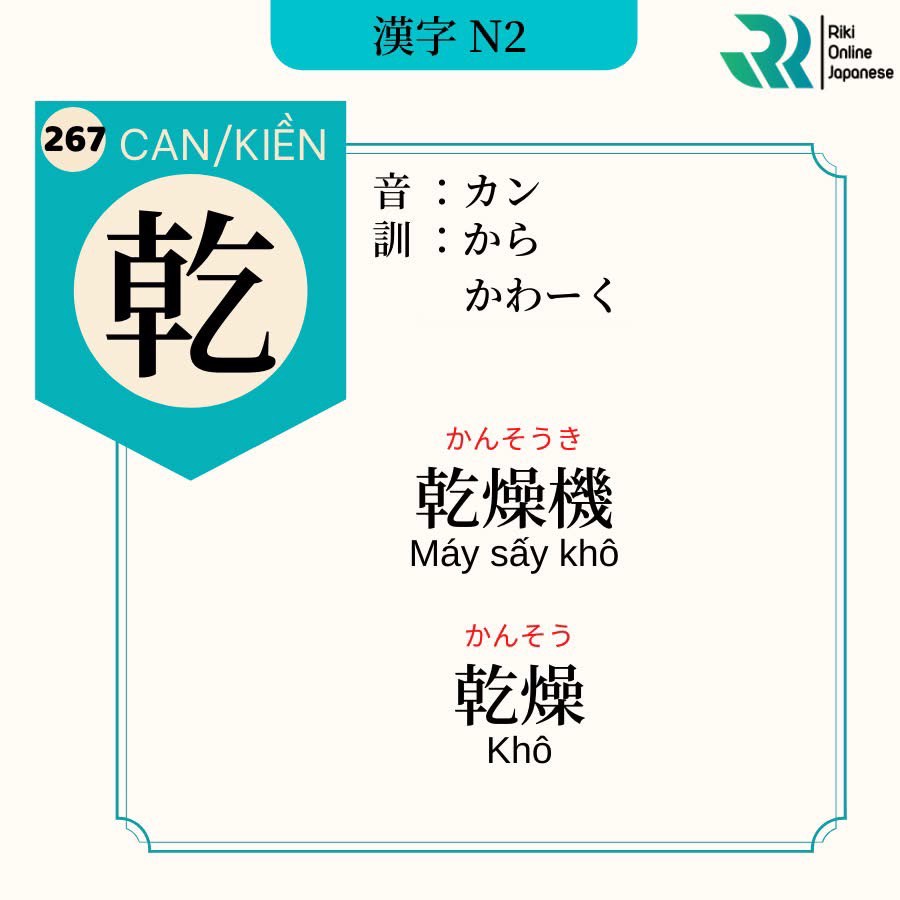 漢字 N2
Riki
Online
Japanese
267 CAN/KIỀN
乾
音 ：カン
訓 ：から
かわーく
かんそうき
乾燥機
Máy sấy khô
かんそう
乾燥
Khô